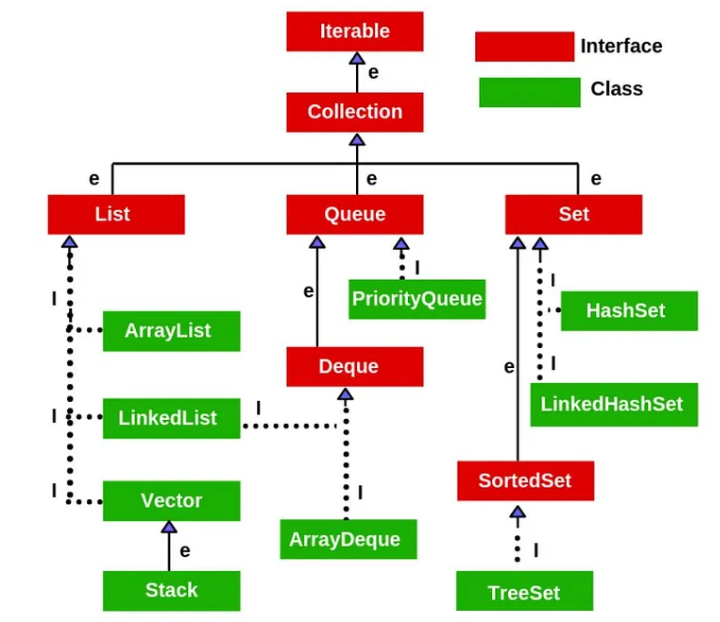 Iterable
Interface
e
Class
Collection
e
e
e
List
Queue
Set
I
I
I
PriorityQueue
e
HashSet
ArrayList
Deque
e
I
I
I
LinkedList
LinkedHashSet
I
I
SortedSet
Vector
e
ArrayDeque
I
Stack
TreeSet